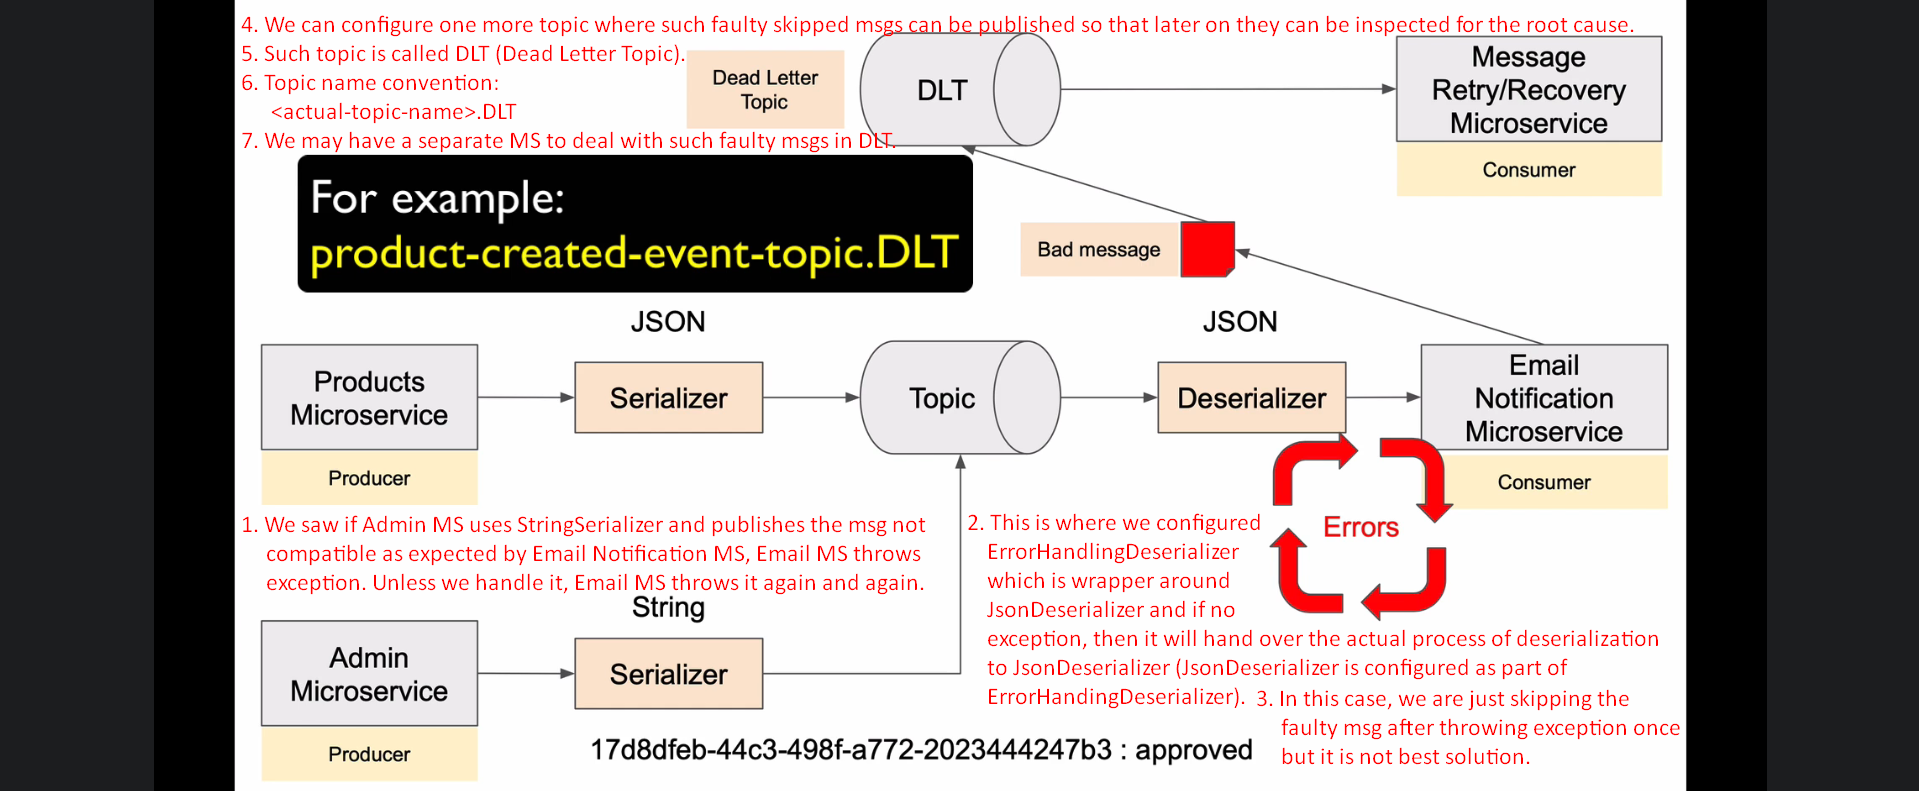 4. We can configure one more topic where such faulty skipped msgs can be published so that later on they can be inspected for the root cause.
5. Such topic is called DLT (Dead Letter Topic).
6. Topic name convention:
<actual-topic-name>.DLT
7. We may have a separate MS to deal with such faulty msgs in DLT.
Dead Letter
Topic
DLT
Message
Retry/Recovery
Microservice
Consumer
For example:
product-created-event-topic.DLT
Bad message
JSON
JSON
Products
Microservice
Producer
Serializer
Topic
Deserializer
Email
Notification
Microservice
Consumer
Errors
1. We saw if Admin MS uses StringSerializer and publishes the msg not
compatible as expected by Email Notification MS, Email MS throws
exception. Unless we handle it, Email MS throws it again and again.
2. This is where we configured
ErrorHandlingDeserializer
which is wrapper around
JsonDeserializer and if no
exception, then it will hand over the actual process of deserialization
to JsonDeserializer (JsonDeserializer is configured as part of
ErrorHandingDeserializer).
3. In this case, we are just skipping the
faulty msg after throwing exception once
but it is not best solution.
String
Admin
Microservice
Producer
Serializer
17d8dfeb-44c3-498f-a772-2023444247b3 : approved